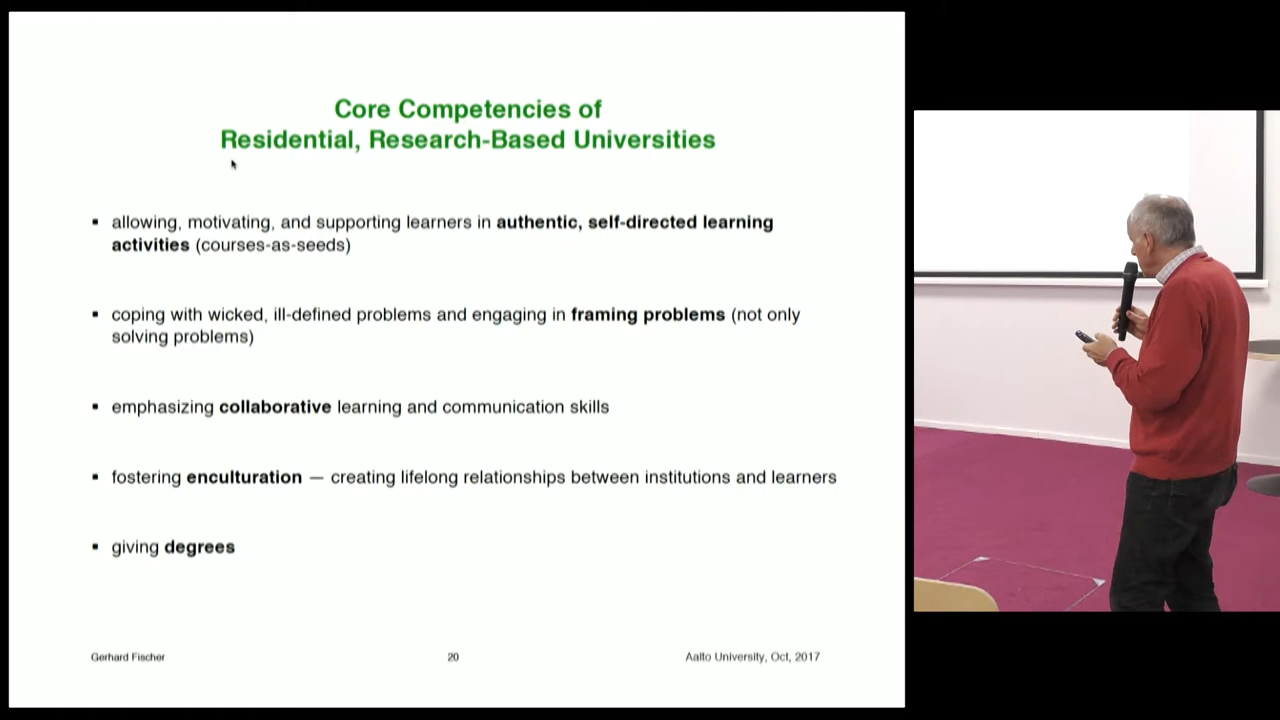 Core Competencies of
Residential, Research-Based Universities
▪ allowing, motivating, and supporting learners in authentic, self-directed learning
activities (courses-as-seeds)
▪ coping with wicked, ill-defined problems and engaging in framing problems (not only
solving problems)
▪ emphasizing collaborative learning and communication skills
▪ fostering enculturation — creating lifelong relationships between institutions and learners
▪ giving degrees
Gerhard Fischer 20 Aalto University, Oct, 2017